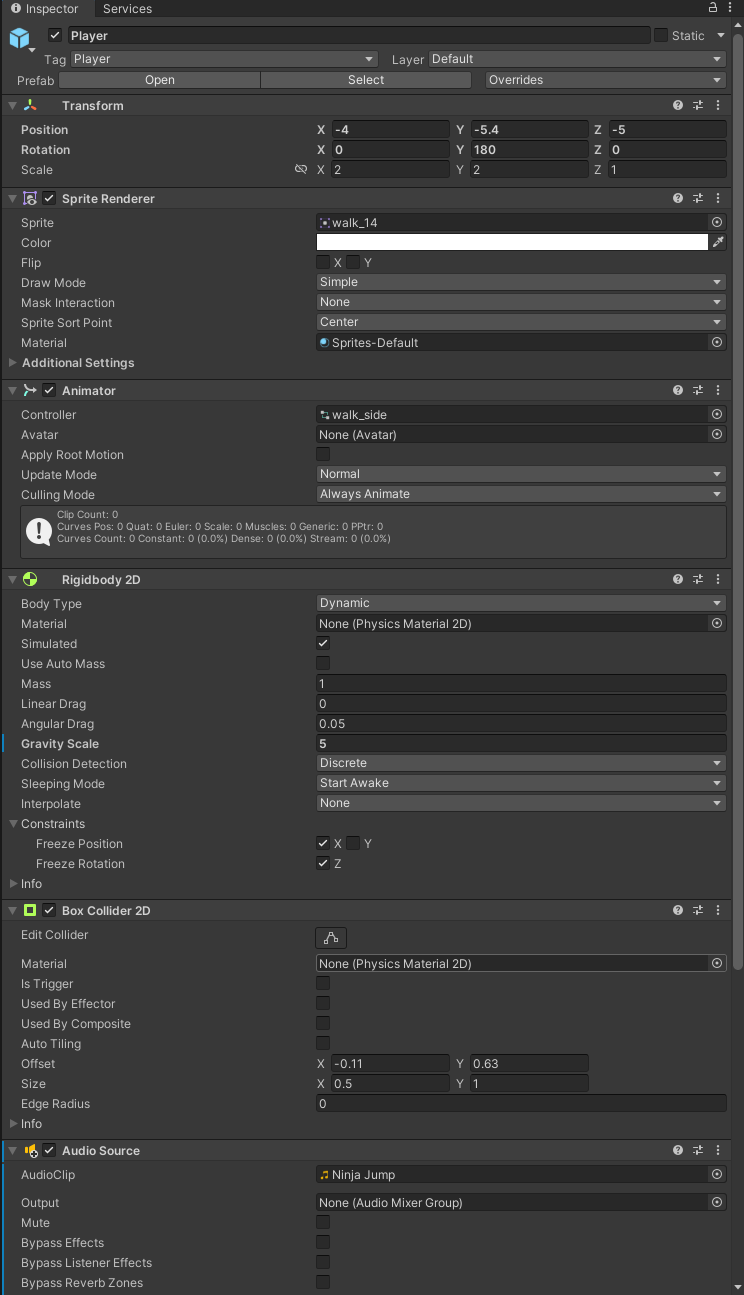 Inspector Services
Player Static
Tag Player Layer Default
Prefab Open Select Overrides
Transform
Position X -4 Y -5.4 Z -5
Rotation X 0 Y 180 Z 0
Scale X 2 Y 2 Z 1
Sprite Renderer
Sprite walk_14
Color
Flip X Y
Draw Mode Simple
Mask Interaction None
Sprite Sort Point Center
Material Sprites-Default
Additional Settings
Animator
Controller walk_side
Avatar None (Avatar)
Apply Root Motion
Update Mode Normal
Culling Mode Always Animate
Clip Count: 0
Curves Pos: 0 Quat: 0 Euler: 0 Scale: 0 Muscles: 0 Generic: 0 PPtr: 0
Curves Count: 0 Constant: 0 (0.0%) Dense: 0 (0.0%) Stream: 0 (0.0%)
Rigidbody 2D
Body Type Dynamic
Material None (Physics Material 2D)
Simulated
Use Auto Mass
Mass 1
Linear Drag 0
Angular Drag 0.05
Gravity Scale 5
Collision Detection Discrete
Sleeping Mode Start Awake
Interpolate None
Constraints
Freeze Position X Y
Freeze Rotation Z
Info
Box Collider 2D
Edit Collider
Material None (Physics Material 2D)
Is Trigger
Used By Effector
Used By Composite
Auto Tiling
Offset X -0.11 Y 0.63
Size X 0.5 Y 1
Edge Radius 0
Info
Audio Source
AudioClip Ninja Jump
Output None (Audio Mixer Group)
Mute
Bypass Effects
Bypass Listener Effects
Bypass Reverb Zones